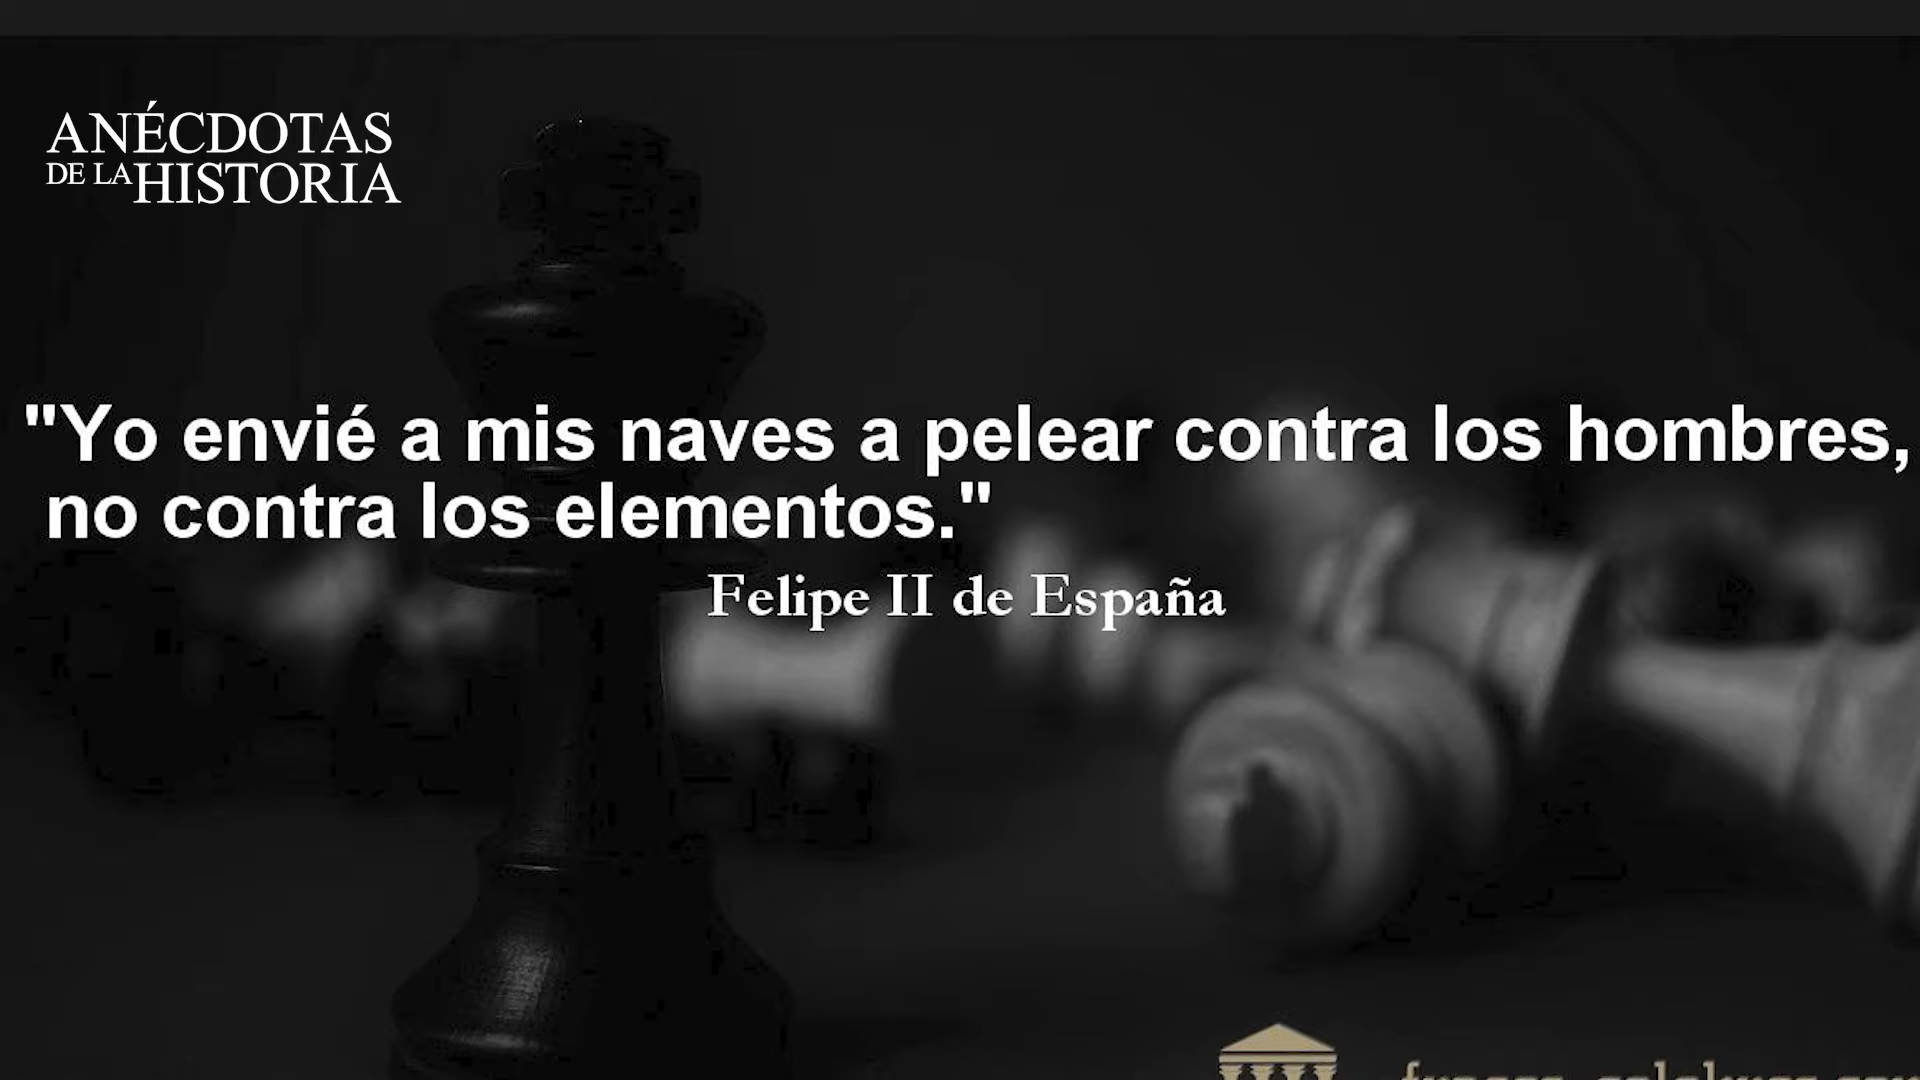 ANÉCDOTAS
DE LA HISTORIA
"Yo envié a mis naves a pelear contra los hombres,
no contra los elementos."
Felipe II de España